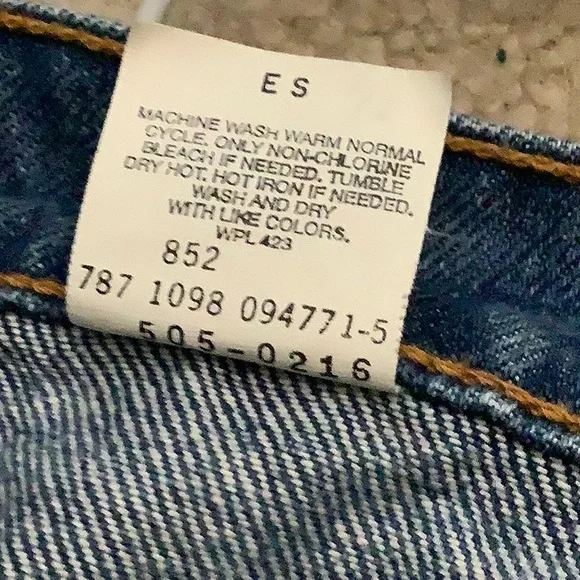 E S
MACHINE WASH WARM NORMAL
CYCLE. ONLY NON-CHLORINE
BLEACH IF NEEDED. TUMBLE
DRY HOT. HOT IRON IF NEEDED.
WASH AND DRY
WITH LIKE COLORS.
WPL 423
852
787 1098 094771-5
505-0216